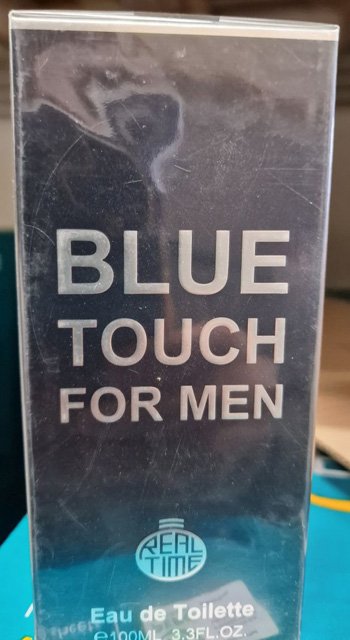 BLUE
TOUCH
FOR MEN
REAL
TIME
Eau de Toilette
℮100ML 3.3FL.OZ.